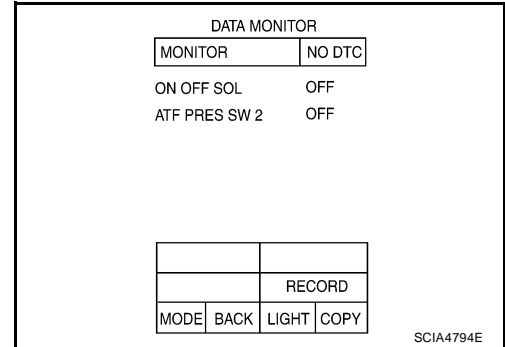 DATA MONITOR
MONITOR NO DTC
ON OFF SOL OFF
ATF PRES SW 2 OFF
RECORD
MODE BACK LIGHT COPY
SCIA4794E